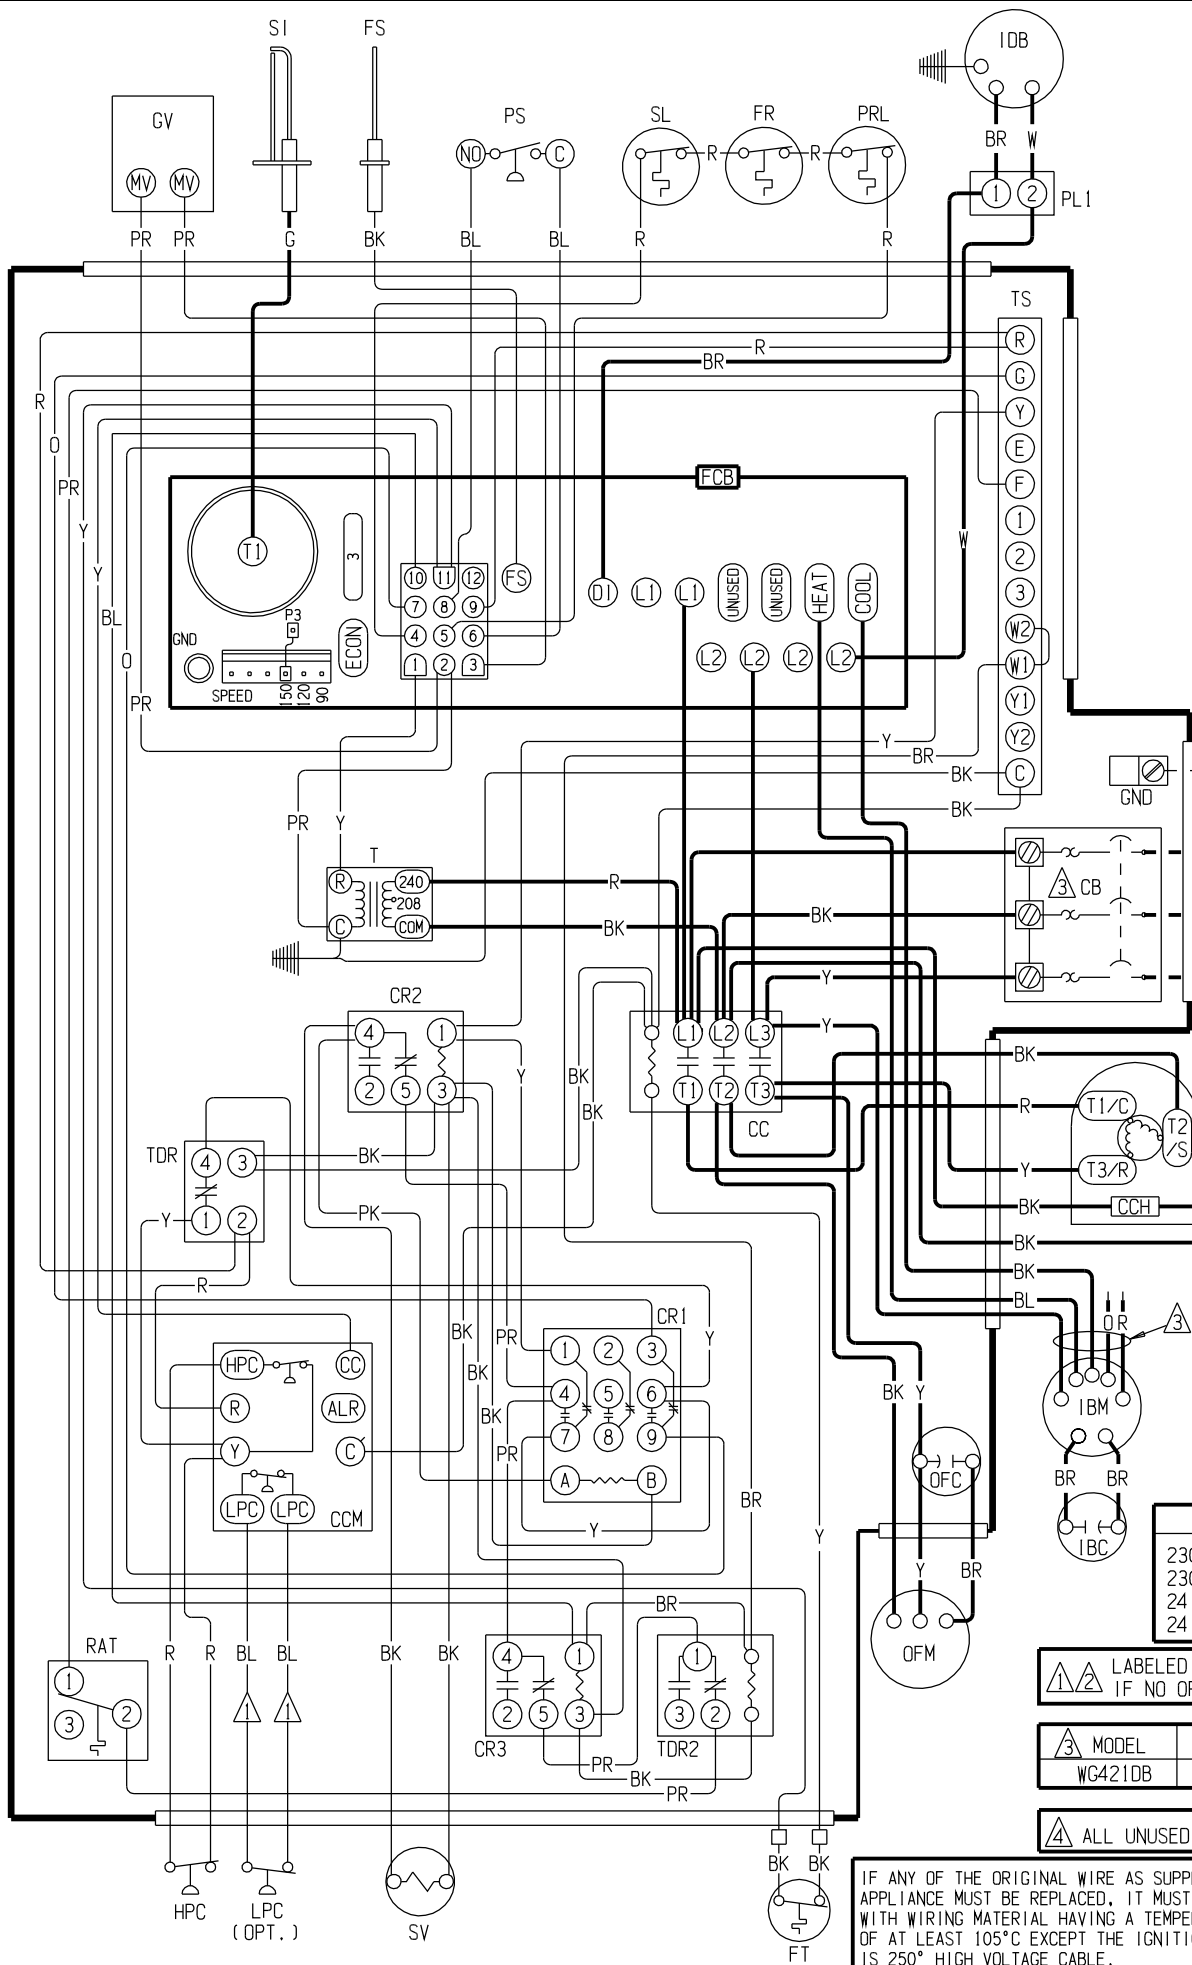 SI
FS
IDB
GV
PS
SL
FR
PRL
NO
C
MV
MV
BR
W
R
R
1
2
PL1
PR
PR
G
BK
BL
BL
R
R
TS
R
G
Y
E
F
1
2
3
W2
W1
Y1
Y2
C
R
BR
R
O
PR
Y
Y
BL
O
PR
FCB
T1
3
10
11
12
7
8
9
4
5
6
1
2
3
FS
D1
L1
L1
UNUSED
UNUSED
HEAT
COOL
L2
L2
L2
L2
W
GND
P3
SPEED
150
120
90
ECON
Y
BR
BK
BK
GND
PR
Y
T
R
C
240
208
COM
R
BK
BK
Y
Y
3
CB
CR2
4
1
2
5
3
Y
BK
BK
L1
L2
L3
T1
T2
T3
CC
BK
R
Y
BK
BK
BK
BL
T1/C
T2
/S
T3/R
CCH
TDR
4
3
1
2
Y
BK
PK
R
O
R
3
CR1
1
2
3
4
5
6
7
8
9
A
B
Y
Y
PR
BK
BK
BK
PR
BR
Y
HPC
CC
R
ALR
Y
C
LPC
LPC
CCM
BK
Y
IBM
OFC
BR
BR
IBC
Y
BR
OFM
230
230
24
24
RAT
1
2
3
R
R
BL
BL
1
1
BK
BK
BR
4
1
2
5
3
CR3
1
3
2
TDR2
PR
BK
PR
1
2
LABELED
IF NO OR
3
MODEL
WG421DB
4
ALL UNUSED
HPC
LPC
(OPT.)
SV
BK
BK
FT
IF ANY OF THE ORIGINAL WIRE AS SUPP
APPLIANCE MUST BE REPLACED, IT MUST
WITH WIRING MATERIAL HAVING A TEMPE
OF AT LEAST 105°C EXCEPT THE IGNITIO
IS 250° HIGH VOLTAGE CABLE.